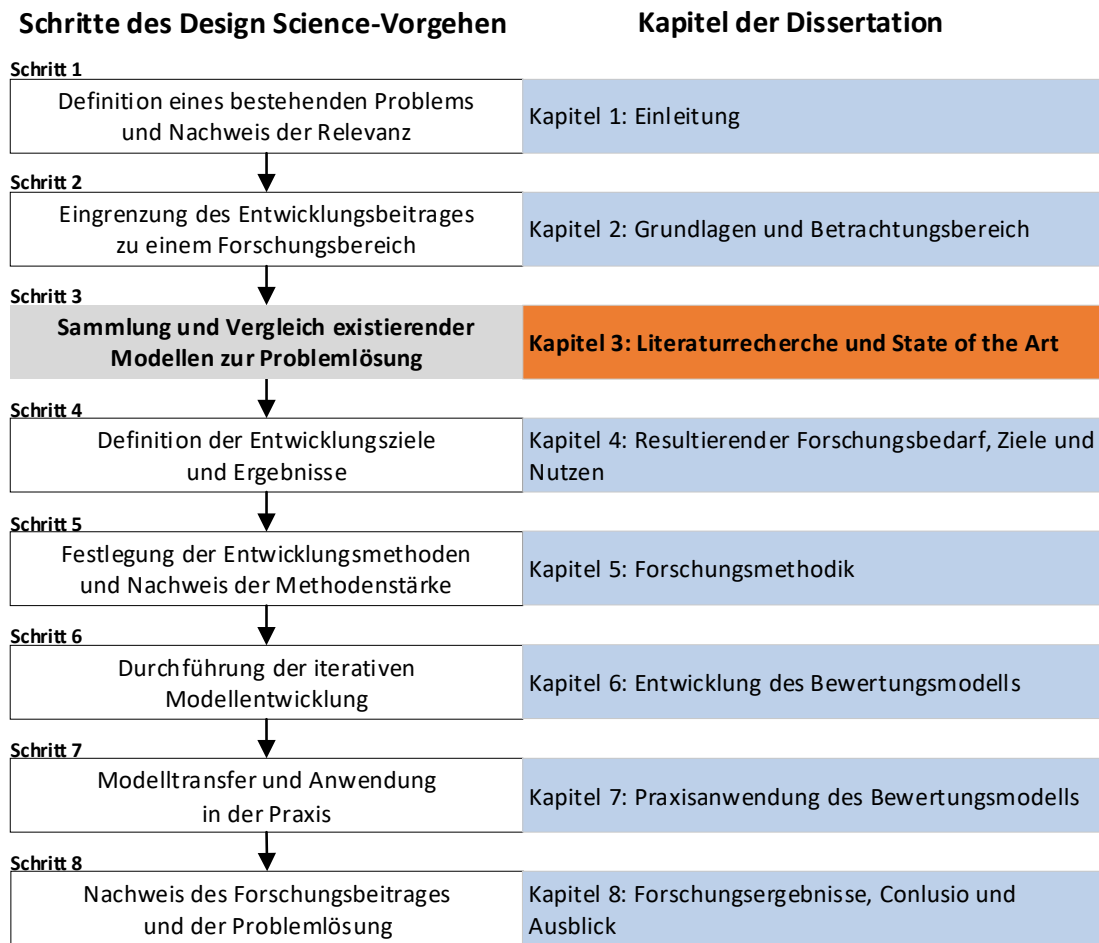 Schritte des Design Science-Vorgehen
Kapitel der Dissertation
Schritt 1
Definition eines bestehenden Problems
und Nachweis der Relevanz
Kapitel 1: Einleitung
Schritt 2
Eingrenzung des Entwicklungsbeitrages
zu einem Forschungsbereich
Kapitel 2: Grundlagen und Betrachtungsbereich
Schritt 3
Sammlung und Vergleich existierender
Modellen zur Problemlösung
Kapitel 3: Literaturrecherche und State of the Art
Schritt 4
Definition der Entwicklungsziele
und Ergebnisse
Kapitel 4: Resultierender Forschungsbedarf, Ziele und
Nutzen
Schritt 5
Festlegung der Entwicklungsmethoden
und Nachweis der Methodenstärke
Kapitel 5: Forschungsmethodik
Schritt 6
Durchführung der iterativen
Modellentwicklung
Kapitel 6: Entwicklung des Bewertungsmodells
Schritt 7
Modelltransfer und Anwendung
in der Praxis
Kapitel 7: Praxisanwendung des Bewertungsmodells
Schritt 8
Nachweis des Forschungsbeitrages
und der Problemlösung
Kapitel 8: Forschungsergebnisse, Conlusio und
Ausblick